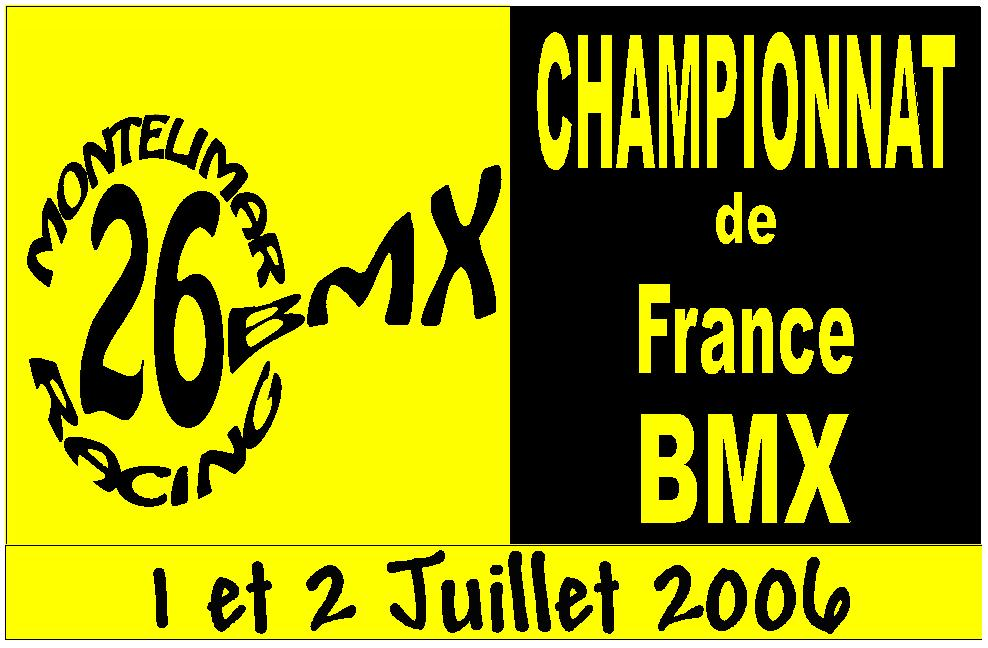 MONTELIMAR
26
BMX
RACING
CHAMPIONNAT
de
France
BMX
1 et 2 Juillet 2006